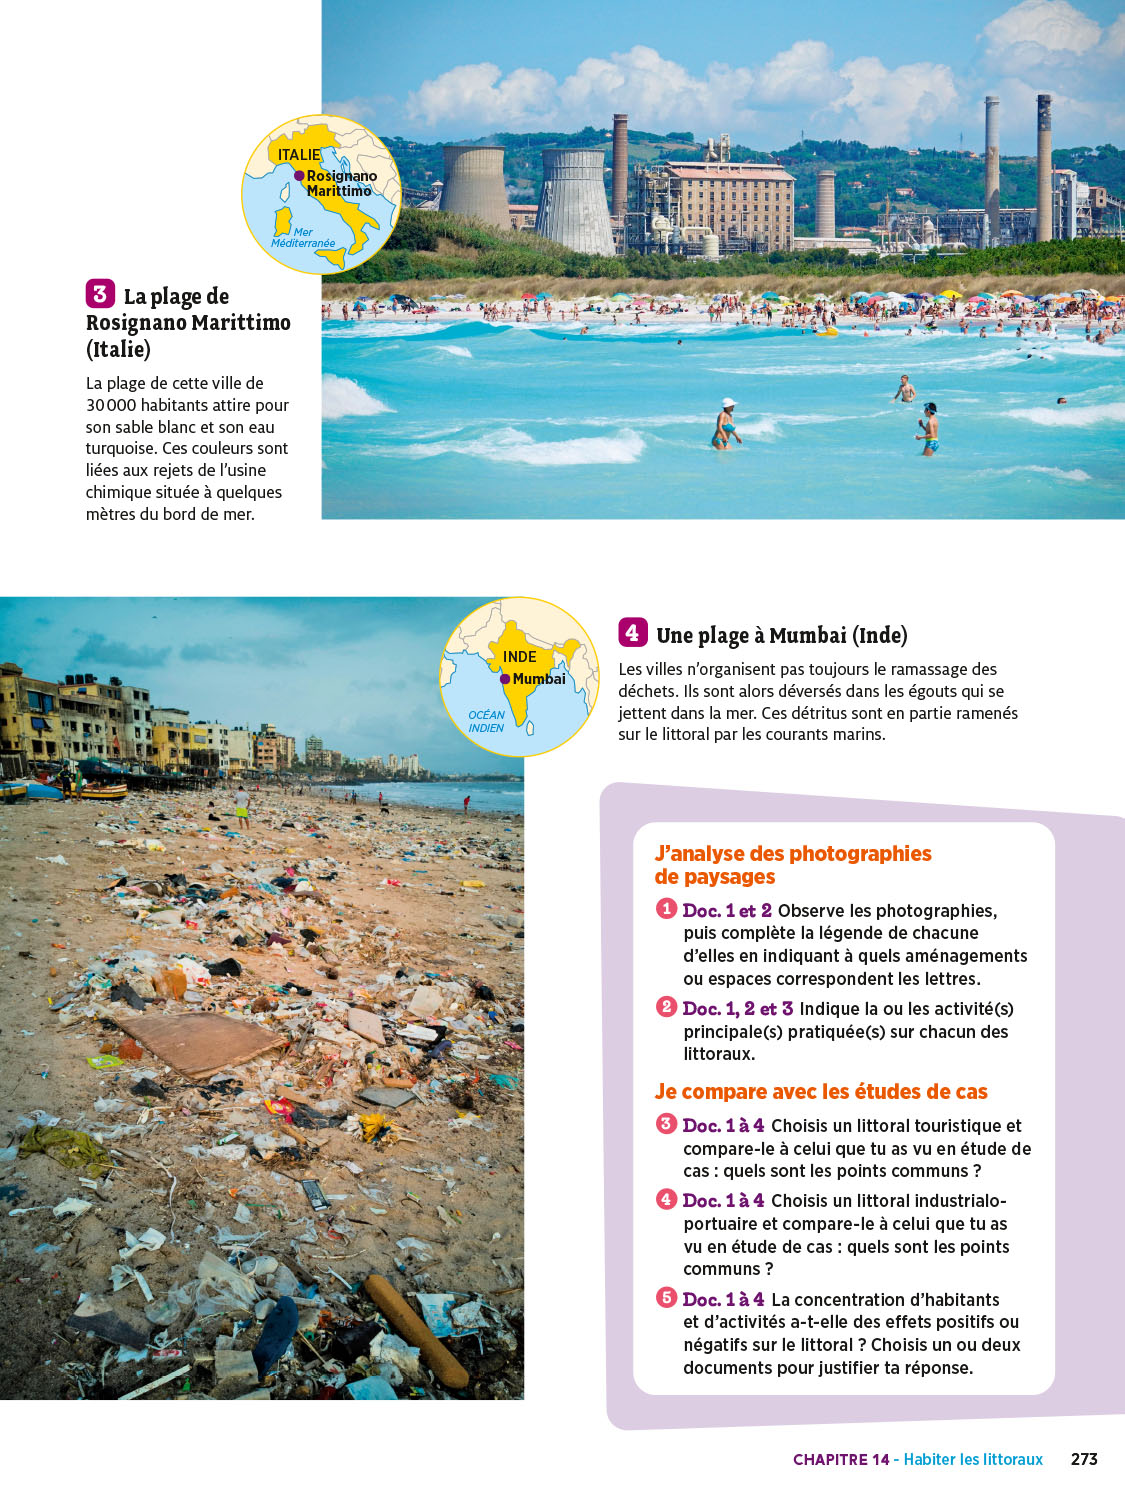 ITALIE
Rosignano
Marittimo
Mer
Méditerranée
3 La plage de
Rosignano Marittimo
(Italie)
La plage de cette ville de
30 000 habitants attire pour
son sable blanc et son eau
turquoise. Ces couleurs sont
liées aux rejets de l'usine
chimique située à quelques
mètres du bord de mer.
INDE
Mumbai
OCÉAN
INDIEN
4 Une plage à Mumbai (Inde)
Les villes n'organisent pas toujours le ramassage des
déchets. Ils sont alors déversés dans les égouts qui se
jettent dans la mer. Ces détritus sont en partie ramenés
sur le littoral par les courants marins.
J'analyse des photographies
de paysages
1 Doc. 1 et 2 Observe les photographies,
puis complète la légende de chacune
d'elles en indiquant à quels aménagements
ou espaces correspondent les lettres.
2 Doc. 1, 2 et 3 Indique la ou les activité(s)
principale(s) pratiquée(s) sur chacun des
littoraux.
Je compare avec les études de cas
3 Doc. 1 à 4 Choisis un littoral touristique et
compare-le à celui que tu as vu en étude de
cas : quels sont les points communs ?
4 Doc. 1 à 4 Choisis un littoral industrialo-
portuaire et compare-le à celui que tu as
vu en étude de cas : quels sont les points
communs ?
5 Doc. 1 à 4 La concentration d'habitants
et d'activités a-t-elle des effets positifs ou
négatifs sur le littoral ? Choisis un ou deux
documents pour justifier ta réponse.
CHAPITRE 14 - Habiter les littoraux 273